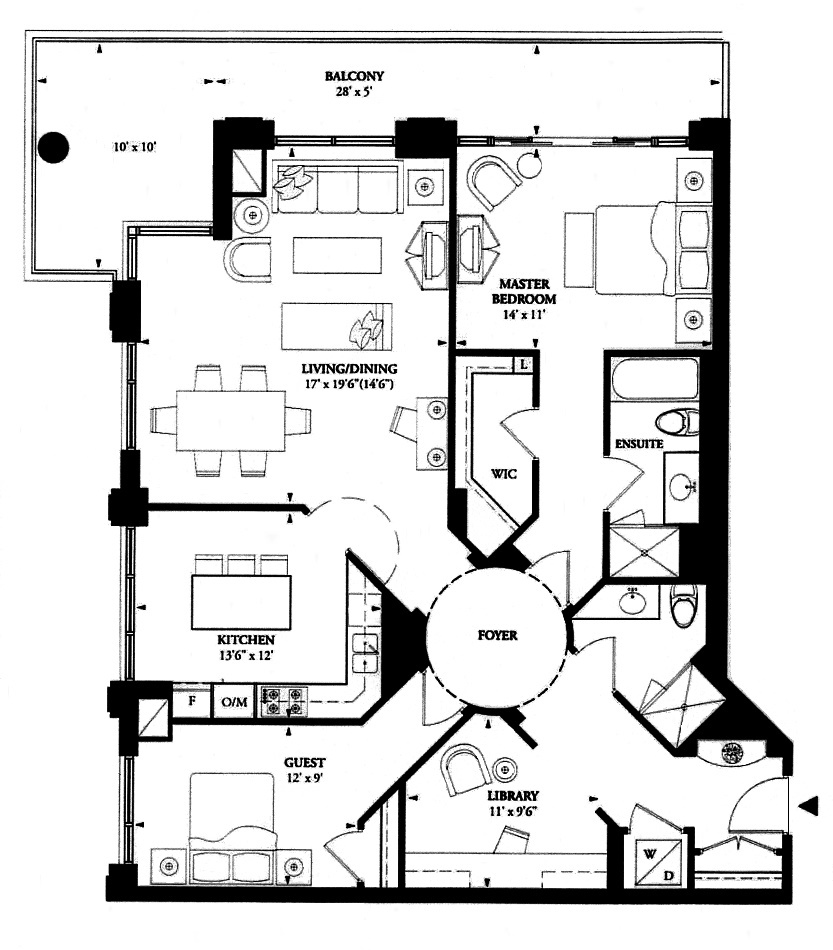 BALCONY
28' x 5'
10' x 10'
MASTER
BEDROOM
14' x 11'
LIVING/DINING
17' x 19'6"(14'6")
L
ENSUITE
WIC
FOYER
KITCHEN
13'6" x 12'
F
O/M
GUEST
12' x 9'
LIBRARY
11' x 9'6"
W
D